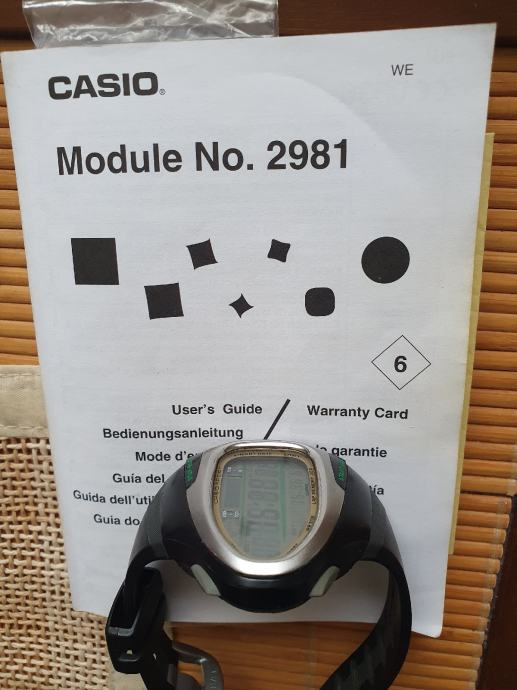 CASIO®
WE
Module No. 2981
6
User's Guide / Warranty Card
Bedienungsanleitung
Mode d'e
garantie
Guía del
Guida dell'uti
Guia do